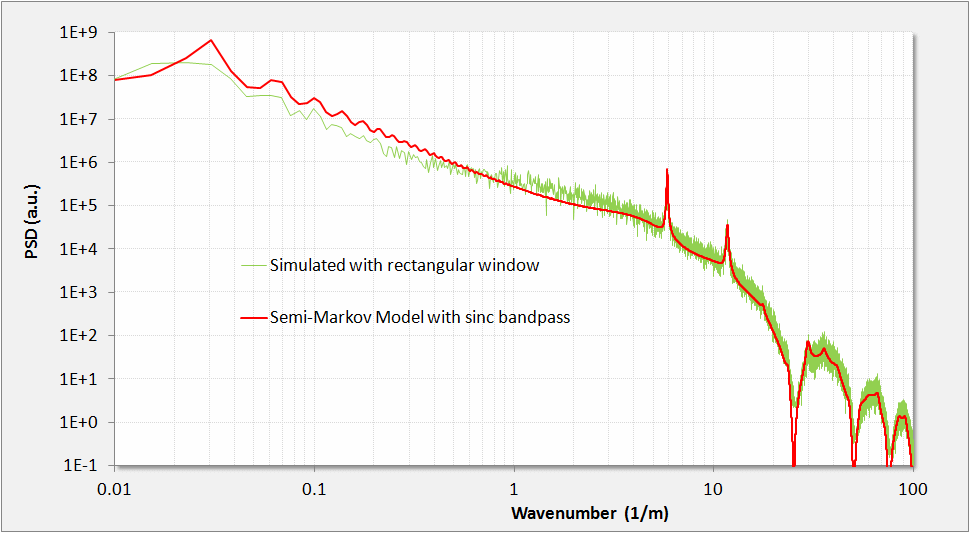 1E+9
1E+8
1E+7
1E+6
1E+5
1E+4
1E+3
1E+2
1E+1
1E+0
1E-1
PSD (a.u.)
Simulated with rectangular window
Semi-Markov Model with sinc bandpass
0.01 0.1 1 10 100
Wavenumber (1/m)